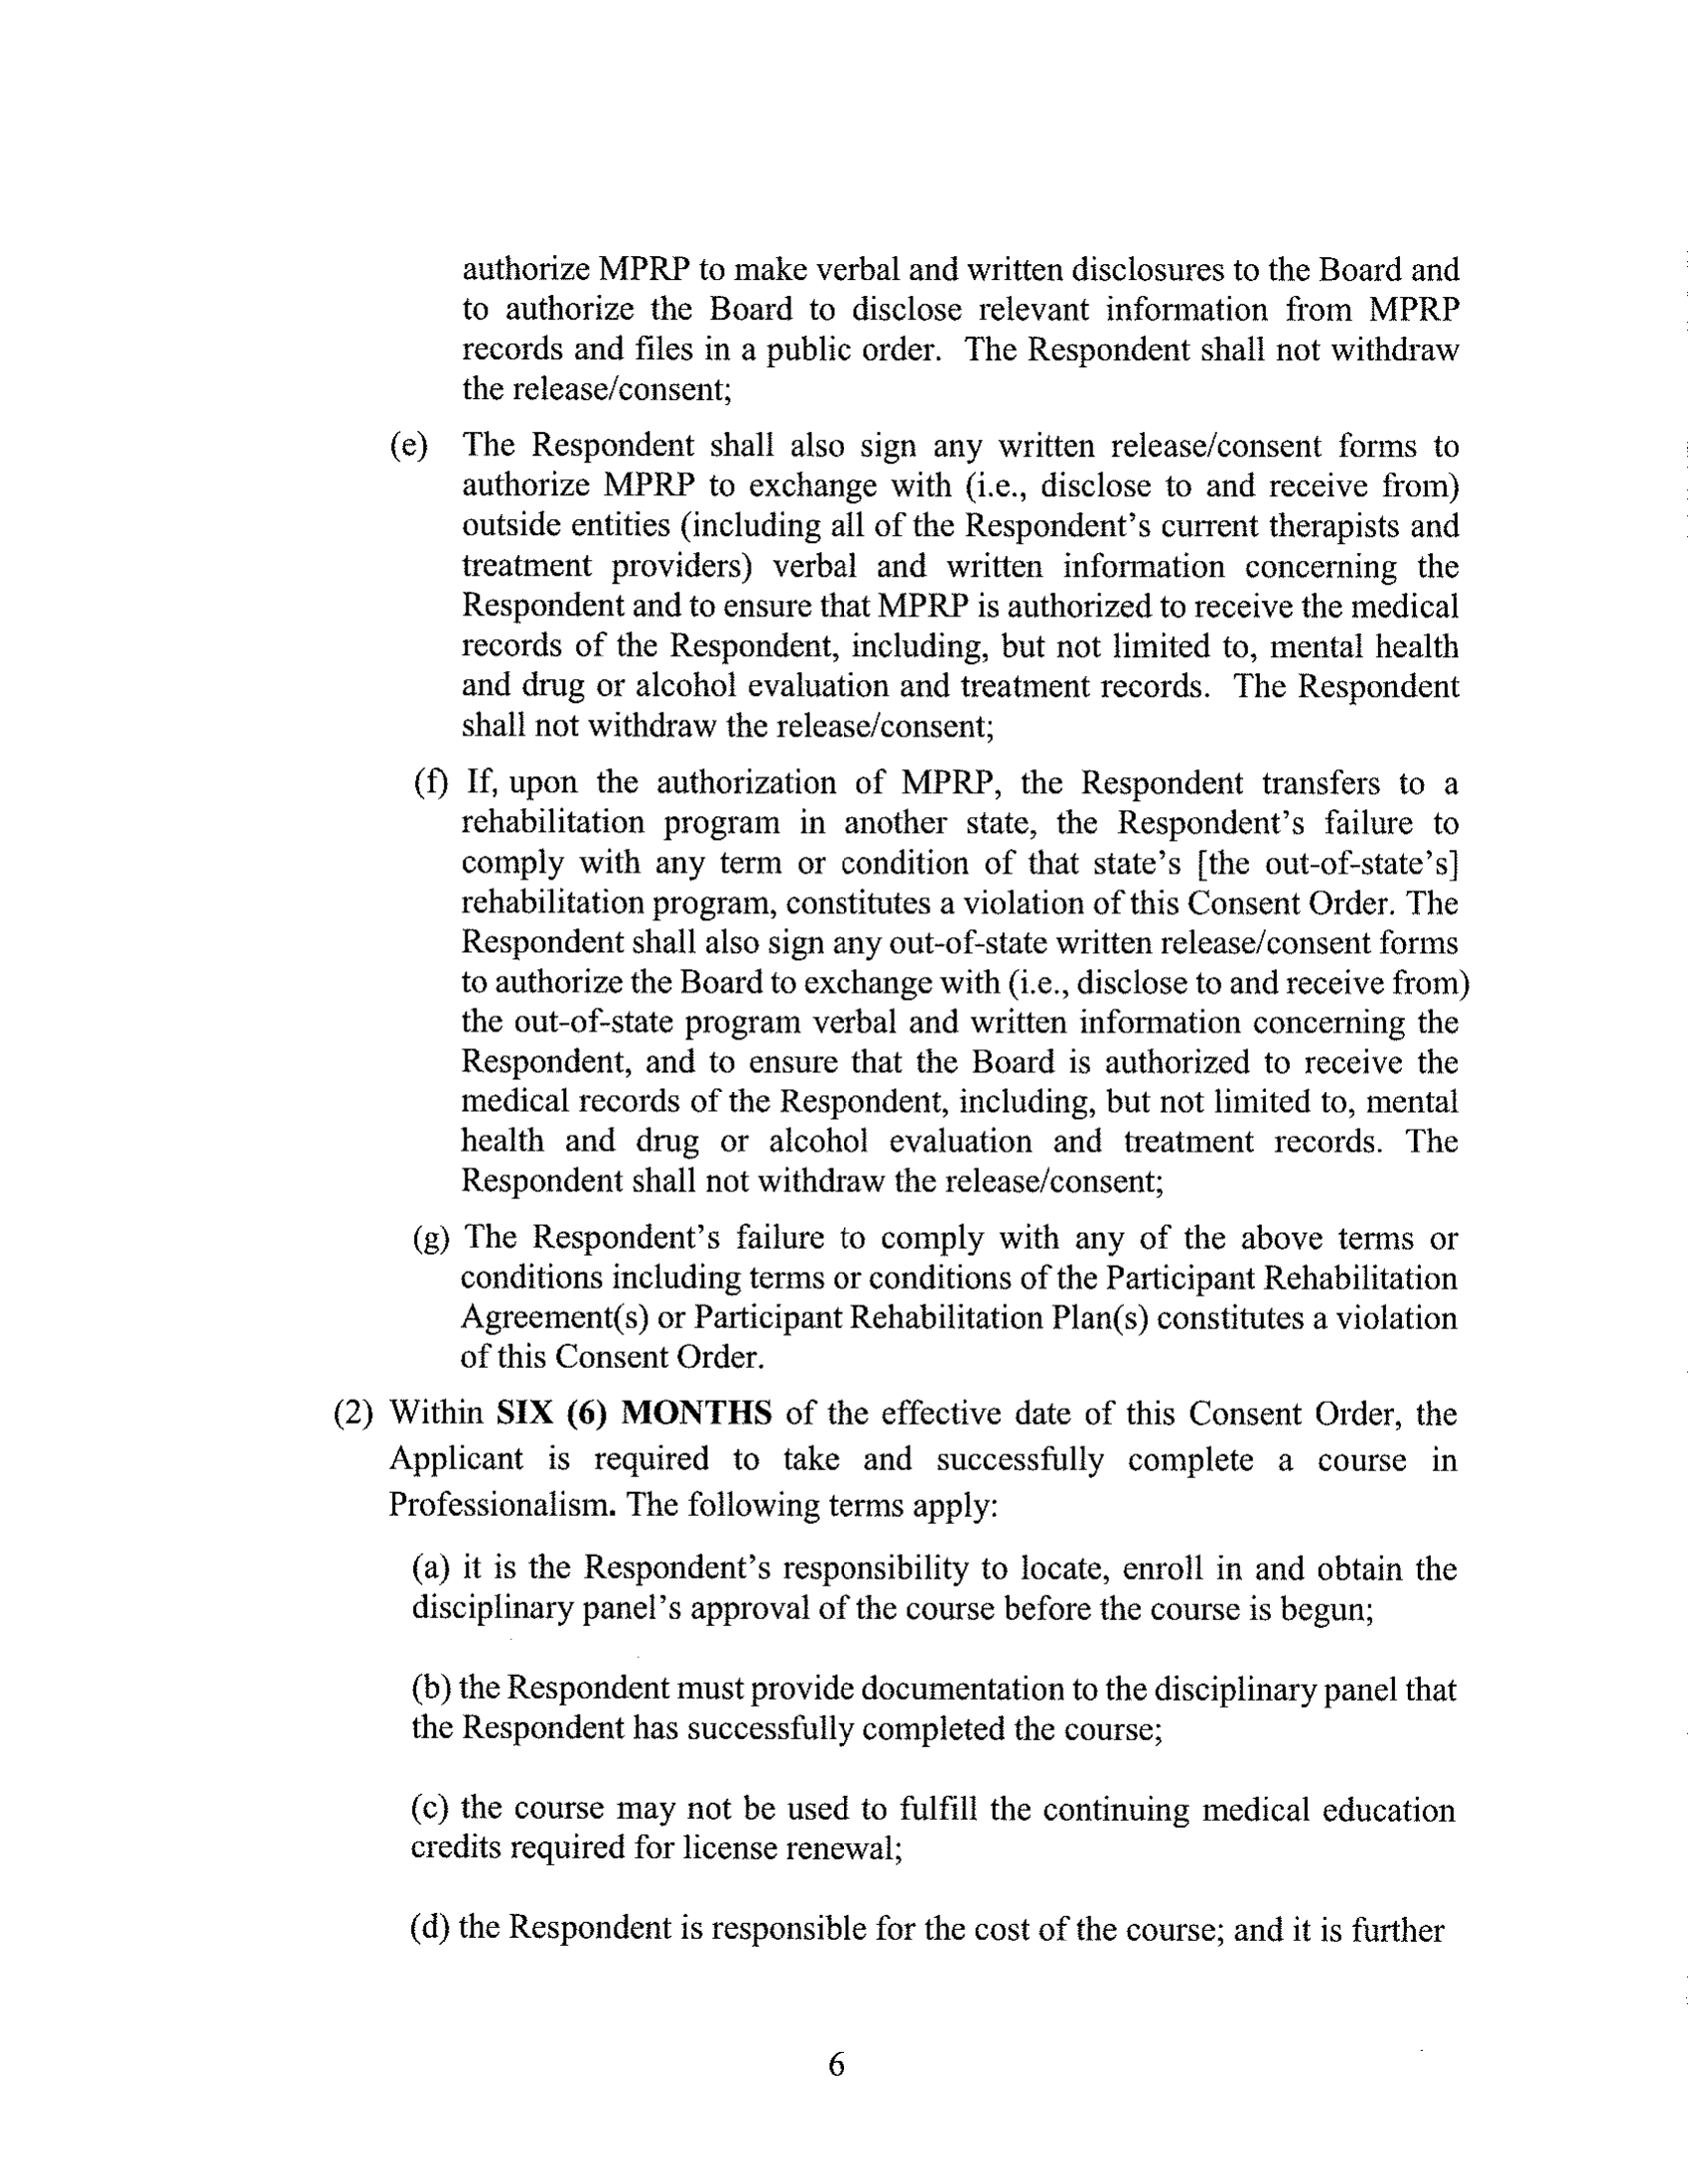 authorize MPRP to make verbal and written disclosures to the Board and
to authorize the Board to disclose relevant information from MPRP
records and files in a public order. The Respondent shall not withdraw
the release/consent;
(e) The Respondent shall also sign any written release/consent forms to
authorize MPRP to exchange with (i.e., disclose to and receive from)
outside entities (including all of the Respondent's current therapists and
treatment providers) verbal and written information concerning the
Respondent and to ensure that MPRP is authorized to receive the medical
records of the Respondent, including, but not limited to, mental health
and drug or alcohol evaluation and treatment records. The Respondent
shall not withdraw the release/consent;
(f) If, upon the authorization of MPRP, the Respondent transfers to a
rehabilitation program in another state, the Respondent's failure to
comply with any term or condition of that state's [the out-of-state's]
rehabilitation program, constitutes a violation of this Consent Order. The
Respondent shall also sign any out-of-state written release/consent forms
to authorize the Board to exchange with (i.e., disclose to and receive from)
the out-of-state program verbal and written information concerning the
Respondent, and to ensure that the Board is authorized to receive the
medical records of the Respondent, including, but not limited to, mental
health and drug or alcohol evaluation and treatment records. The
Respondent shall not withdraw the release/consent;
(g) The Respondent's failure to comply with any of the above terms or
conditions including terms or conditions of the Participant Rehabilitation
Agreement(s) or Participant Rehabilitation Plan(s) constitutes a violation
of this Consent Order.
(2) Within SIX (6) MONTHS of the effective date of this Consent Order, the
Applicant is required to take and successfully complete a course in
Professionalism. The following terms apply:
(a) it is the Respondent's responsibility to locate, enroll in and obtain the
disciplinary panel's approval of the course before the course is begun;
(b) the Respondent must provide documentation to the disciplinary panel that
the Respondent has successfully completed the course;
(c) the course may not be used to fulfill the continuing medical education
credits required for license renewal;
(d) the Respondent is responsible for the cost of the course; and it is further
6